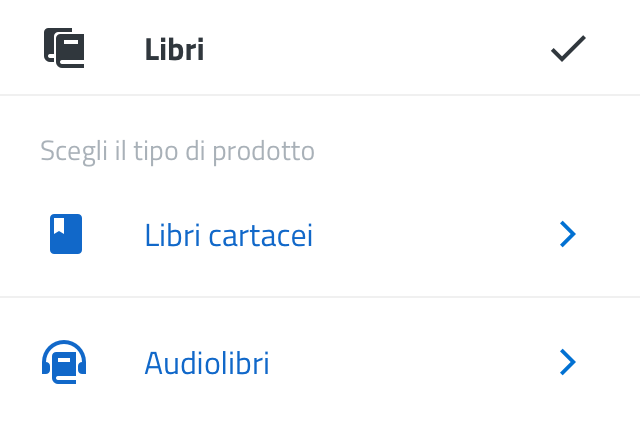 Libri
Scegli il tipo di prodotto
Libri cartacei
Audiolibri